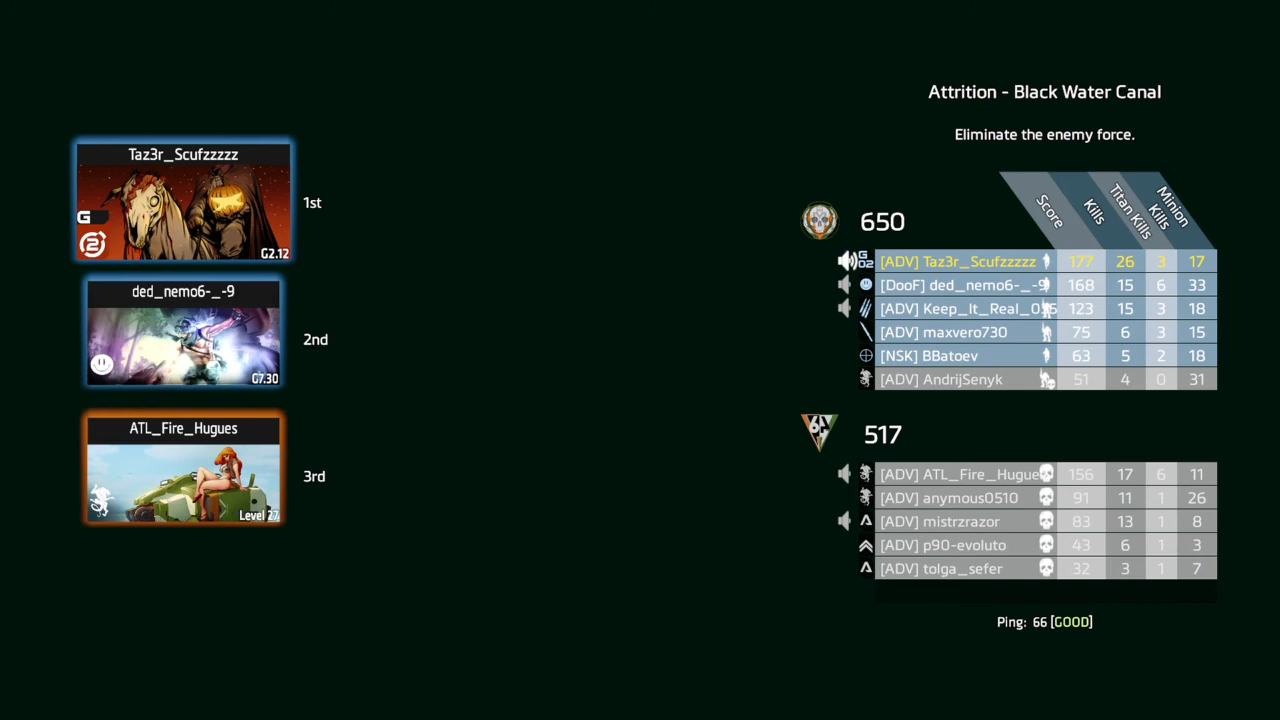 Attrition - Black Water Canal
Eliminate the enemy force.
Taz3r_Scufzzzzz
G
2
G2.12
1st
ded_nemo6-_-9
G7.30
2nd
ATL_Fire_Hugues
Level 27
3rd
Score Kills Titan Kills Minion Kills
650
G02 [ADV] Taz3r_Scufzzzzz 177 26 3 17
[DooF] ded_nemo6-_-9 168 15 6 33
[ADV] Keep_It_Real_0 5 123 15 3 18
[ADV] maxvero730 75 6 3 15
[NSK] BBatoev 63 5 2 18
[ADV] AndrijSenyk 51 4 0 31
64
517
[ADV] ATL_Fire_Hugue 156 17 6 11
[ADV] anymous0510 91 11 1 26
[ADV] mistrzrazor 83 13 1 8
[ADV] p90-evoluto 43 6 1 3
[ADV] tolga_sefer 32 3 1 7
Ping: 66 [GOOD]